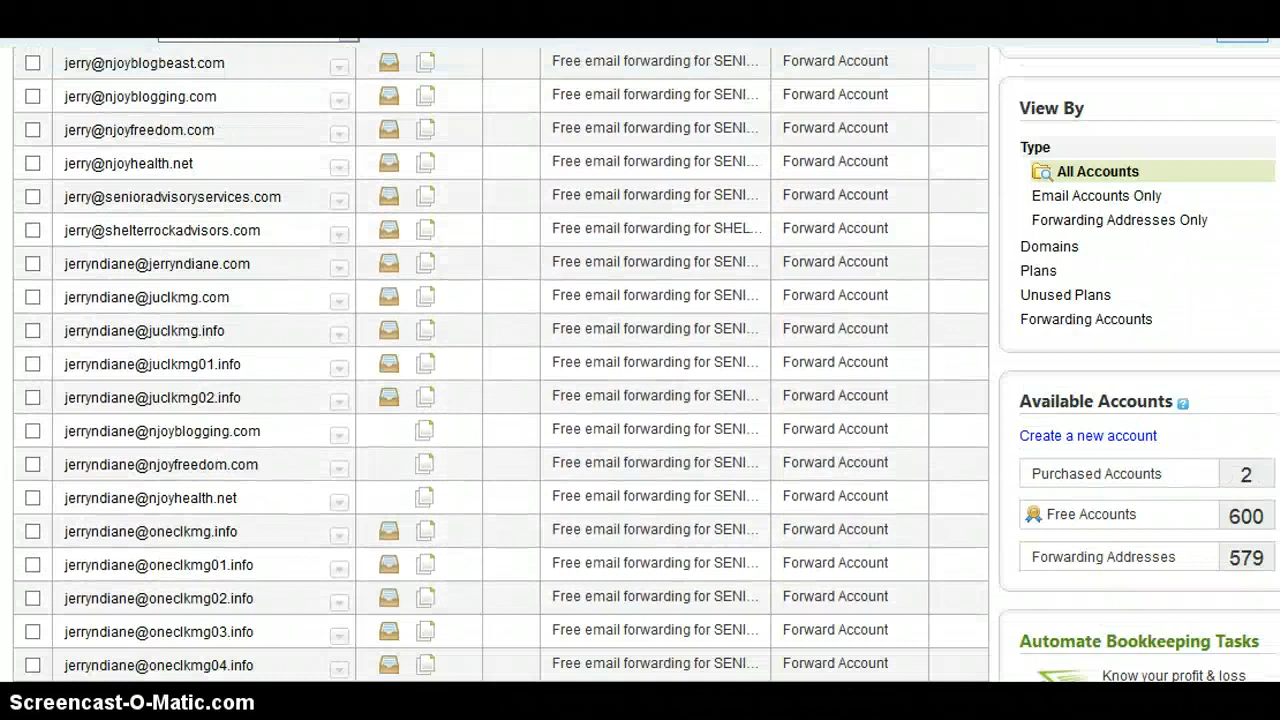 jerry@njoyblogbeast.com Free email forwarding for SENI... Forward Account
jerry@njoyblogging.com Free email forwarding for SENI... Forward Account
jerry@njoyfreedom.com Free email forwarding for SENI... Forward Account
jerry@njoyhealth.net Free email forwarding for SENI... Forward Account
jerry@senioradvisoryservices.com Free email forwarding for SENI... Forward Account
jerry@shelterrockadvisors.com Free email forwarding for SHEL... Forward Account
jerryndiane@jerryndiane.com Free email forwarding for SENI... Forward Account
jerryndiane@juclkmg.com Free email forwarding for SENI... Forward Account
jerryndiane@juclkmg.info Free email forwarding for SENI... Forward Account
jerryndiane@juclkmg01.info Free email forwarding for SENI... Forward Account
jerryndiane@juclkmg02.info Free email forwarding for SENI... Forward Account
jerryndiane@njoyblogging.com Free email forwarding for SENI... Forward Account
jerryndiane@njoyfreedom.com Free email forwarding for SENI... Forward Account
jerryndiane@njoyhealth.net Free email forwarding for SENI... Forward Account
jerryndiane@oneclkmg.info Free email forwarding for SENI... Forward Account
jerryndiane@oneclkmg01.info Free email forwarding for SENI... Forward Account
jerryndiane@oneclkmg02.info Free email forwarding for SENI... Forward Account
jerryndiane@oneclkmg03.info Free email forwarding for SENI... Forward Account
jerryndiane@oneclkmg04.info Free email forwarding for SENI... Forward Account
View By
Type
All Accounts
Email Accounts Only
Forwarding Addresses Only
Domains
Plans
Unused Plans
Forwarding Accounts
Available Accounts ?
Create a new account
Purchased Accounts 2
Free Accounts 600
Forwarding Addresses 579
Automate Bookkeeping Tasks
Know your profit & loss
Screencast-O-Matic.com